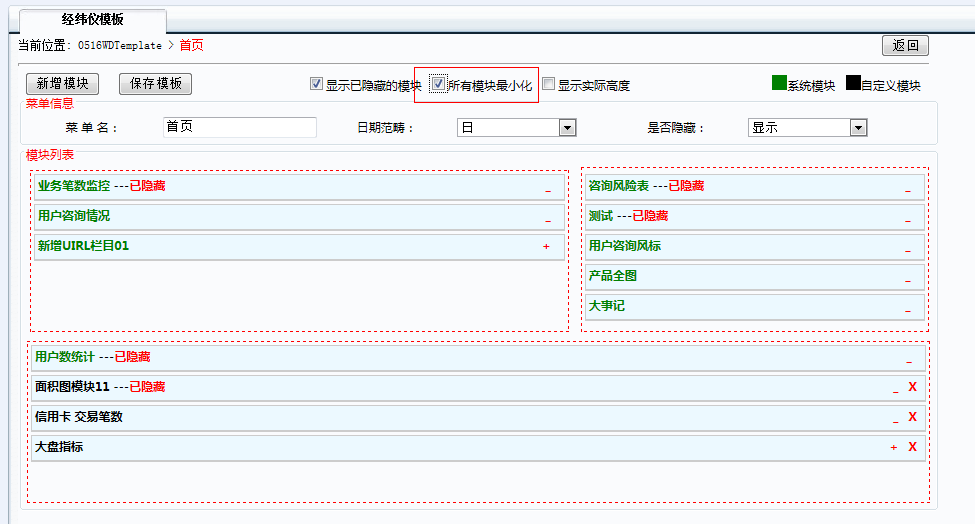 经纬仪模板
当前位置: 0516WDTemplate > 首页 返回
新增模块 保存模板 显示已隐藏的模块 所有模块最小化 显示实际高度 系统模块 自定义模块
菜单信息
菜 单 名： 首页 日期范畴： 日 是否隐藏： 显示
模块列表
业务笔数监控 ---已隐藏 _
用户咨询情况 _
新增UIRL栏目01 +
咨询风险表 ---已隐藏 _
测试 ---已隐藏 _
用户咨询风标 _
产品全图 _
大事记 _
用户数统计 ---已隐藏 _
面积图模块11 ---已隐藏 _ X
信用卡 交易笔数 _ X
大盘指标 + X